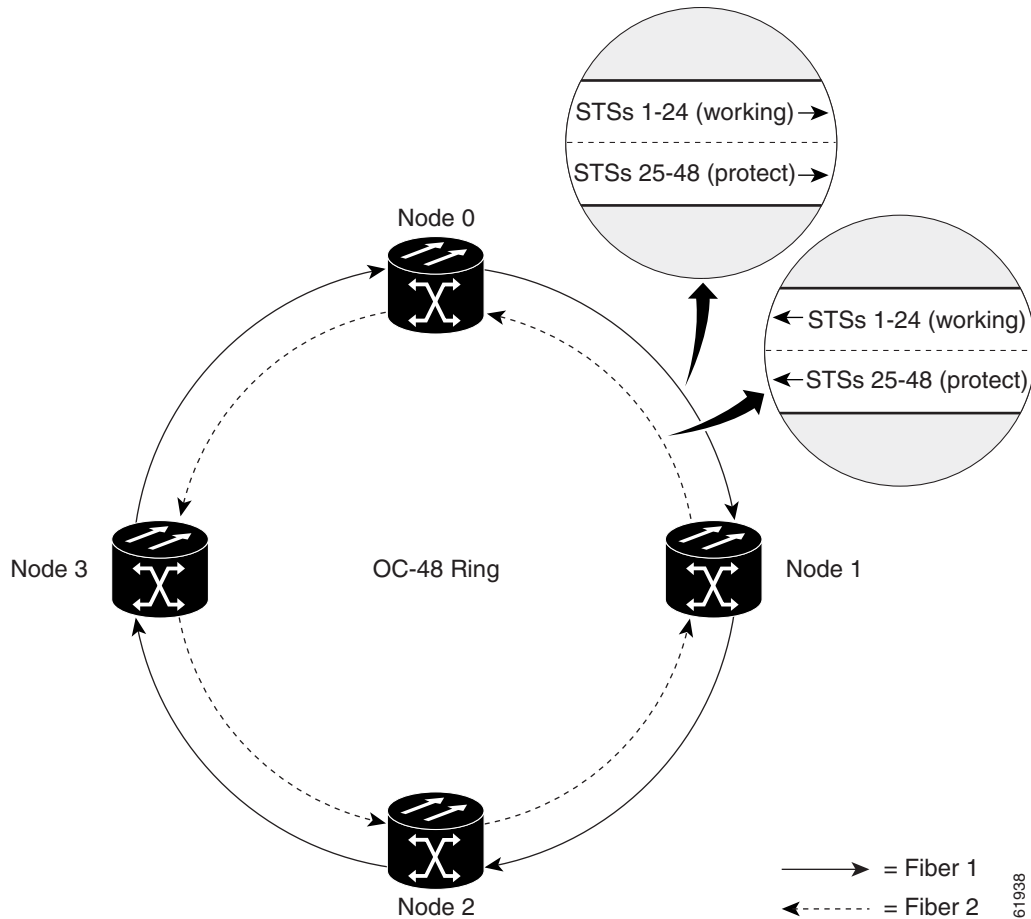 STSs 1-24 (working)
STSs 25-48 (protect)
Node 0
STSs 1-24 (working)
STSs 25-48 (protect)
Node 3
OC-48 Ring
Node 1
Node 2
= Fiber 1
= Fiber 2
61938